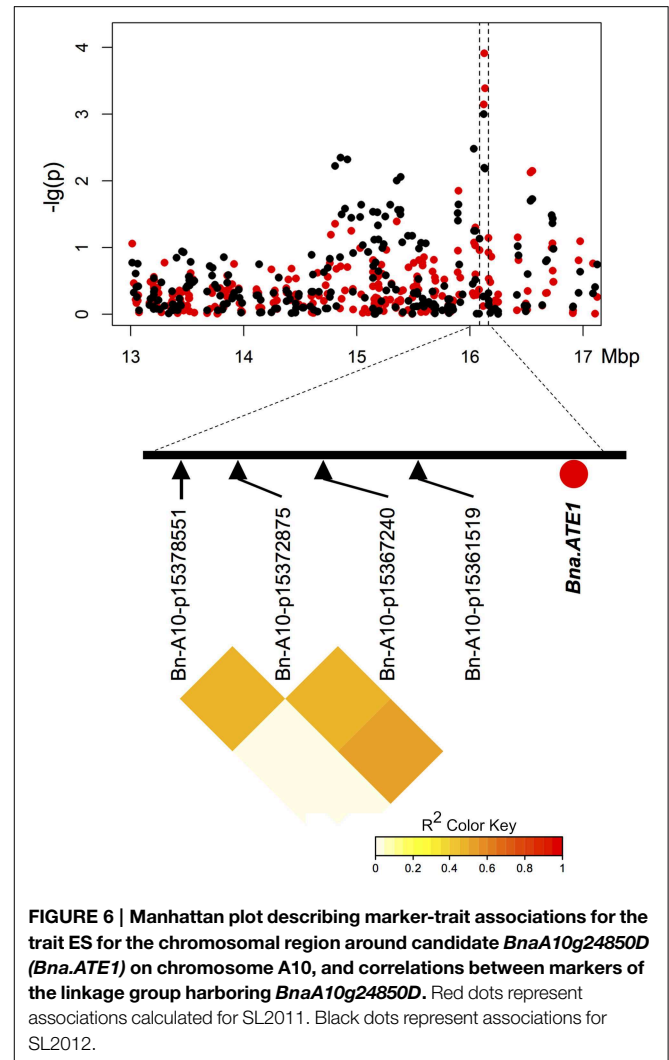 4
3
2
1
0
-lg(p)
13 14 15 16 17 Mbp
Bn-A10-p15378551
Bn-A10-p15372875
Bn-A10-p15367240
Bn-A10-p15361519
Bna.ATE1
R² Color Key
0 0.2 0.4 0.6 0.8 1
FIGURE 6 | Manhattan plot describing marker-trait associations for the
trait ES for the chromosomal region around candidate BnaA10g24850D
(Bna.ATE1) on chromosome A10, and correlations between markers of
the linkage group harboring BnaA10g24850D. Red dots represent
associations calculated for SL2011. Black dots represent associations for
SL2012.